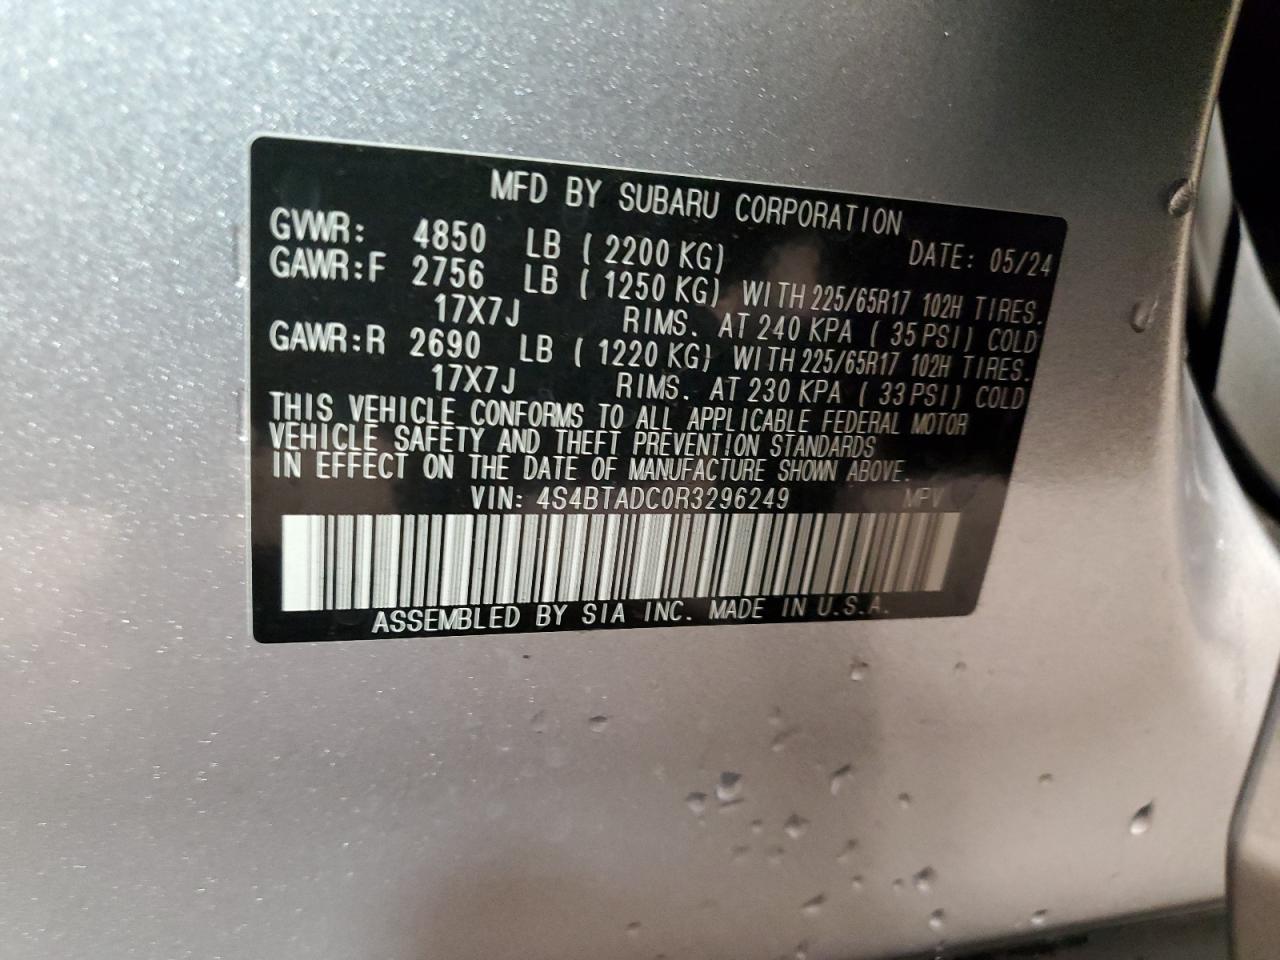 MFD BY SUBARU CORPORATION
GVWR: 4850 LB ( 2200 KG) DATE: 05/24
GAWR:F 2756 LB ( 1250 KG) WITH 225/65R17 102H TIRES.
17X7J RIMS. AT 240 KPA ( 35 PSI) COLD
GAWR:R 2690 LB ( 1220 KG) WITH 225/65R17 102H TIRES.
17X7J RIMS. AT 230 KPA ( 33 PSI) COLD
THIS VEHICLE CONFORMS TO ALL APPLICABLE FEDERAL MOTOR
VEHICLE SAFETY AND THEFT PREVENTION STANDARDS
IN EFFECT ON THE DATE OF MANUFACTURE SHOWN ABOVE.
VIN: 4S4BTADC0R3296249 MPV
ASSEMBLED BY SIA INC. MADE IN U.S.A.